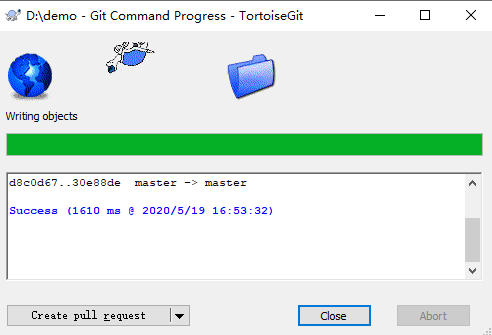 D:\demo - Git Command Progress - TortoiseGit
Writing objects
d8c0d67..30e88de  master -> master
Success (1610 ms @ 2020/5/19 16:53:32)
Create pull request
Close
Abort